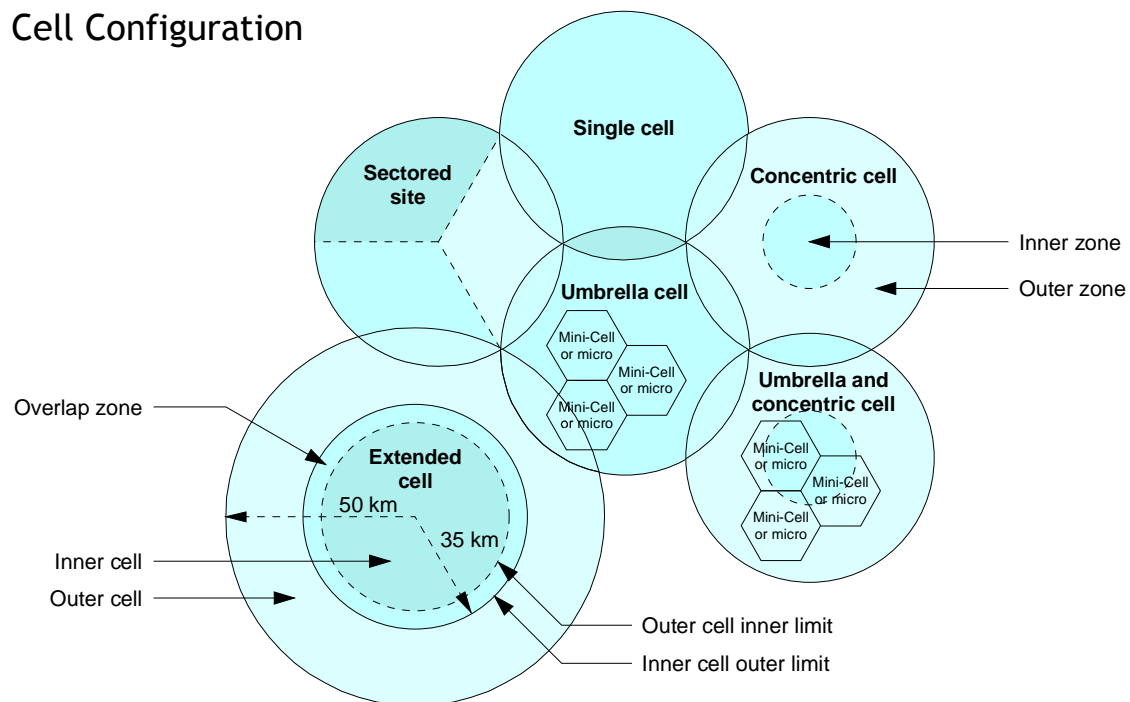 Cell Configuration
Single cell
Sectored
site
Concentric cell
Inner zone
Outer zone
Umbrella cell
Mini-Cell
or micro
Mini-Cell
or micro
Mini-Cell
or micro
Umbrella and
concentric cell
Mini-Cell
or micro
Mini-Cell
or micro
Mini-Cell
or micro
Overlap zone
Extended
cell
50 km
35 km
Inner cell
Outer cell
Outer cell inner limit
Inner cell outer limit